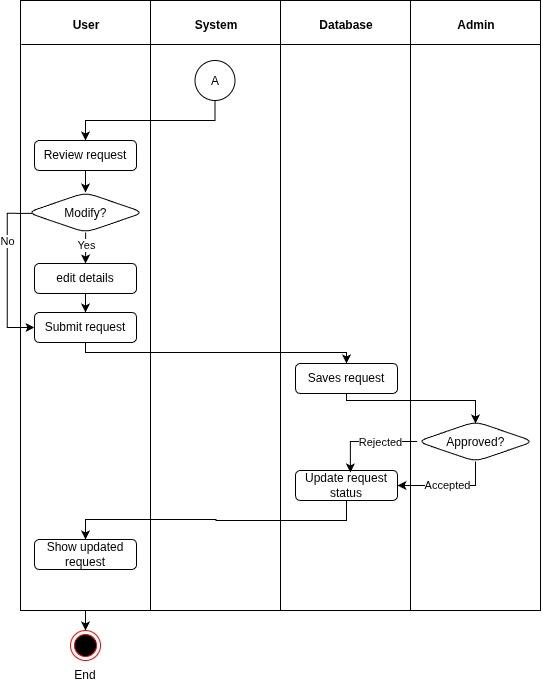 User
System
Database
Admin
A
Review request
Modify?
No
Yes
edit details
Submit request
Saves request
Approved?
Rejected
Update request
status
Accepted
Show updated
request
End